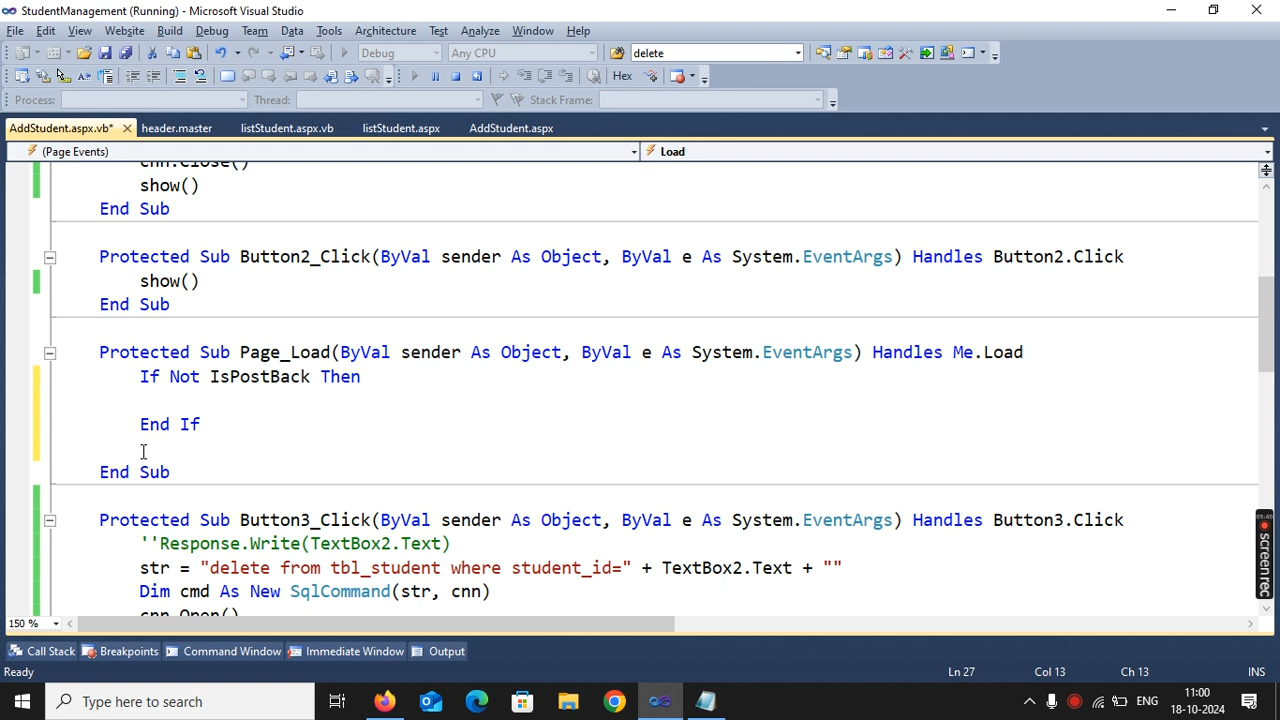 StudentManagement (Running) - Microsoft Visual Studio
File Edit View Website Build Debug Team Data Tools Architecture Test Analyze Window Help
Debug Any CPU delete
Hex
Process: Thread: Stack Frame:
AddStudent.aspx.vb* header.master listStudent.aspx.vb listStudent.aspx AddStudent.aspx
(Page Events) Load
cnn.Close()
show()
End Sub
Protected Sub Button2_Click(ByVal sender As Object, ByVal e As System.EventArgs) Handles Button2.Click
show()
End Sub
Protected Sub Page_Load(ByVal sender As Object, ByVal e As System.EventArgs) Handles Me.Load
If Not IsPostBack Then
End If
End Sub
Protected Sub Button3_Click(ByVal sender As Object, ByVal e As System.EventArgs) Handles Button3.Click
''Response.Write(TextBox2.Text)
str = "delete from tbl_student where student_id=" + TextBox2.Text + ""
Dim cmd As New SqlCommand(str, cnn)
cnn.Open()
screen rec
150 %
Call Stack Breakpoints Command Window Immediate Window Output
Ready Ln 27 Col 13 Ch 13 INS
Type here to search ENG 11:00
18-10-2024